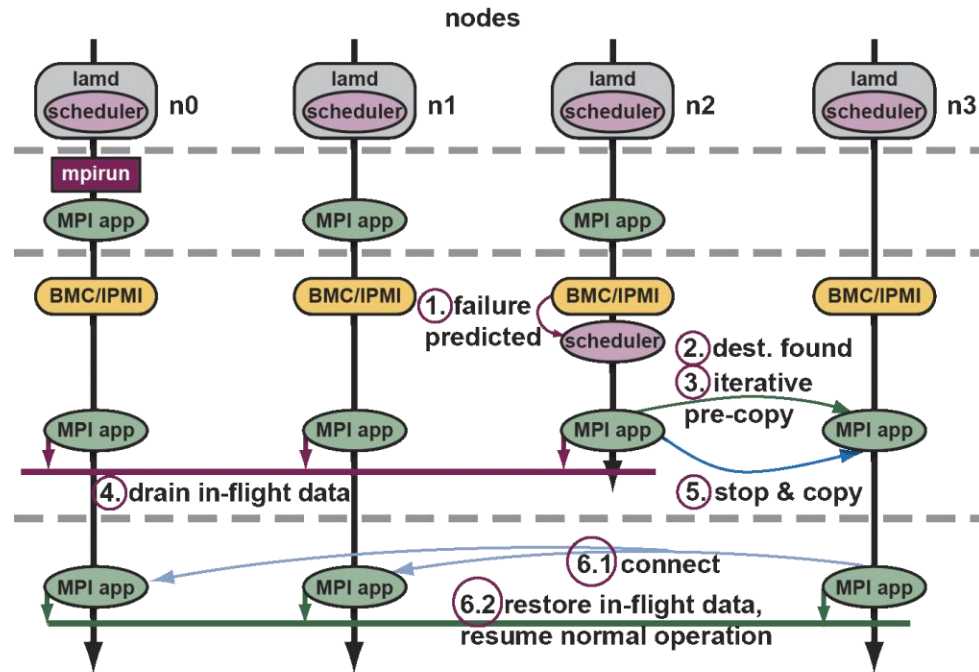 nodes
lamd
scheduler
n0
lamd
scheduler
n1
lamd
scheduler
n2
lamd
scheduler
n3
mpirun
MPI app
MPI app
MPI app
BMC/IPMI
BMC/IPMI
BMC/IPMI
BMC/IPMI
1. failure
predicted
scheduler
2. dest. found
3. iterative
pre-copy
MPI app
MPI app
MPI app
MPI app
4. drain in-flight data
5. stop & copy
6.1 connect
MPI app
MPI app
MPI app
6.2 restore in-flight data,
resume normal operation